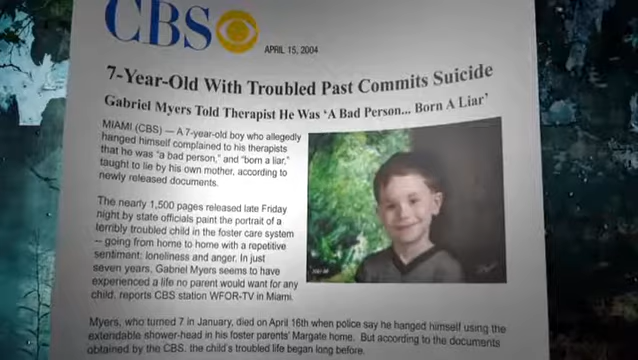 CBS
APRIL 15, 2004
7-Year-Old With Troubled Past Commits Suicide
Gabriel Myers Told Therapist He Was 'A Bad Person... Born A Liar'
MIAMI (CBS) — A 7-year-old boy who allegedly
hanged himself complained to his therapists
that he was "a bad person," and "born a liar,"
taught to lie by his own mother, according to
newly released documents.
The nearly 1,500 pages released late Friday
night by state officials paint the portrait of a
terribly troubled child in the foster care system
-- going from home to home with a repetitive
sentiment: loneliness and anger. In just
seven years, Gabriel Myers seems to have
experienced a life no parent would want for any
child, reports CBS station WFOR-TV in Miami.
Myers, who turned 7 in January, died on April 16th when police say he hanged himself using the
extendable shower-head in his foster parents' Margate home. But according to the documents
obtained by the CBS, the child's troubled life began long before.